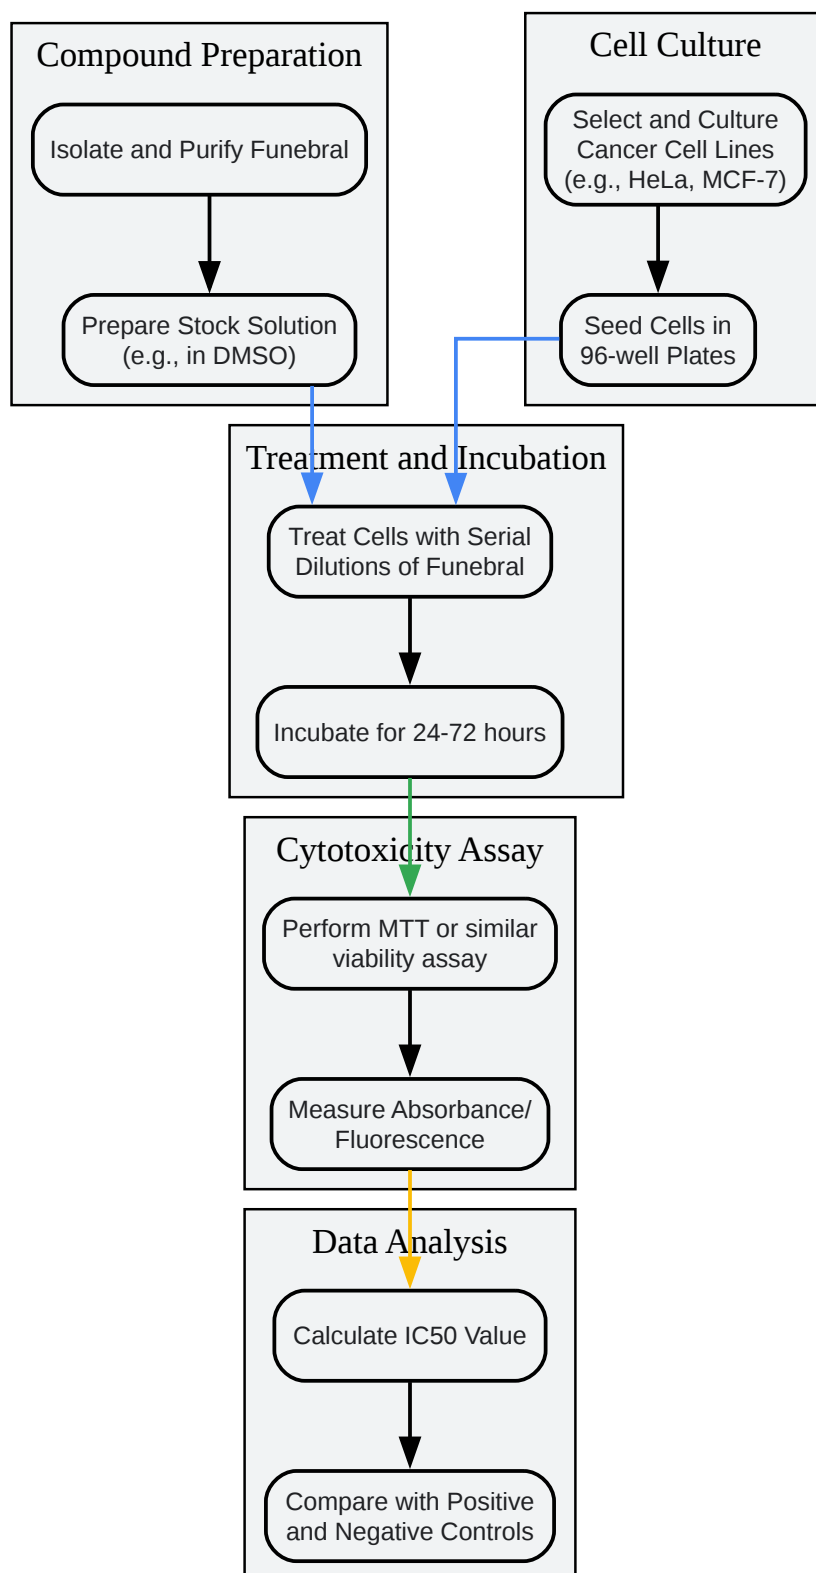 Compound Preparation
Isolate and Purify Funebral
Prepare Stock Solution
(e.g., in DMSO)
Cell Culture
Select and Culture
Cancer Cell Lines
(e.g., HeLa, MCF-7)
Seed Cells in
96-well Plates
Treatment and Incubation
Treat Cells with Serial
Dilutions of Funebral
Incubate for 24-72 hours
Cytotoxicity Assay
Perform MTT or similar
viability assay
Measure Absorbance/
Fluorescence
Data Analysis
Calculate IC50 Value
Compare with Positive
and Negative Controls